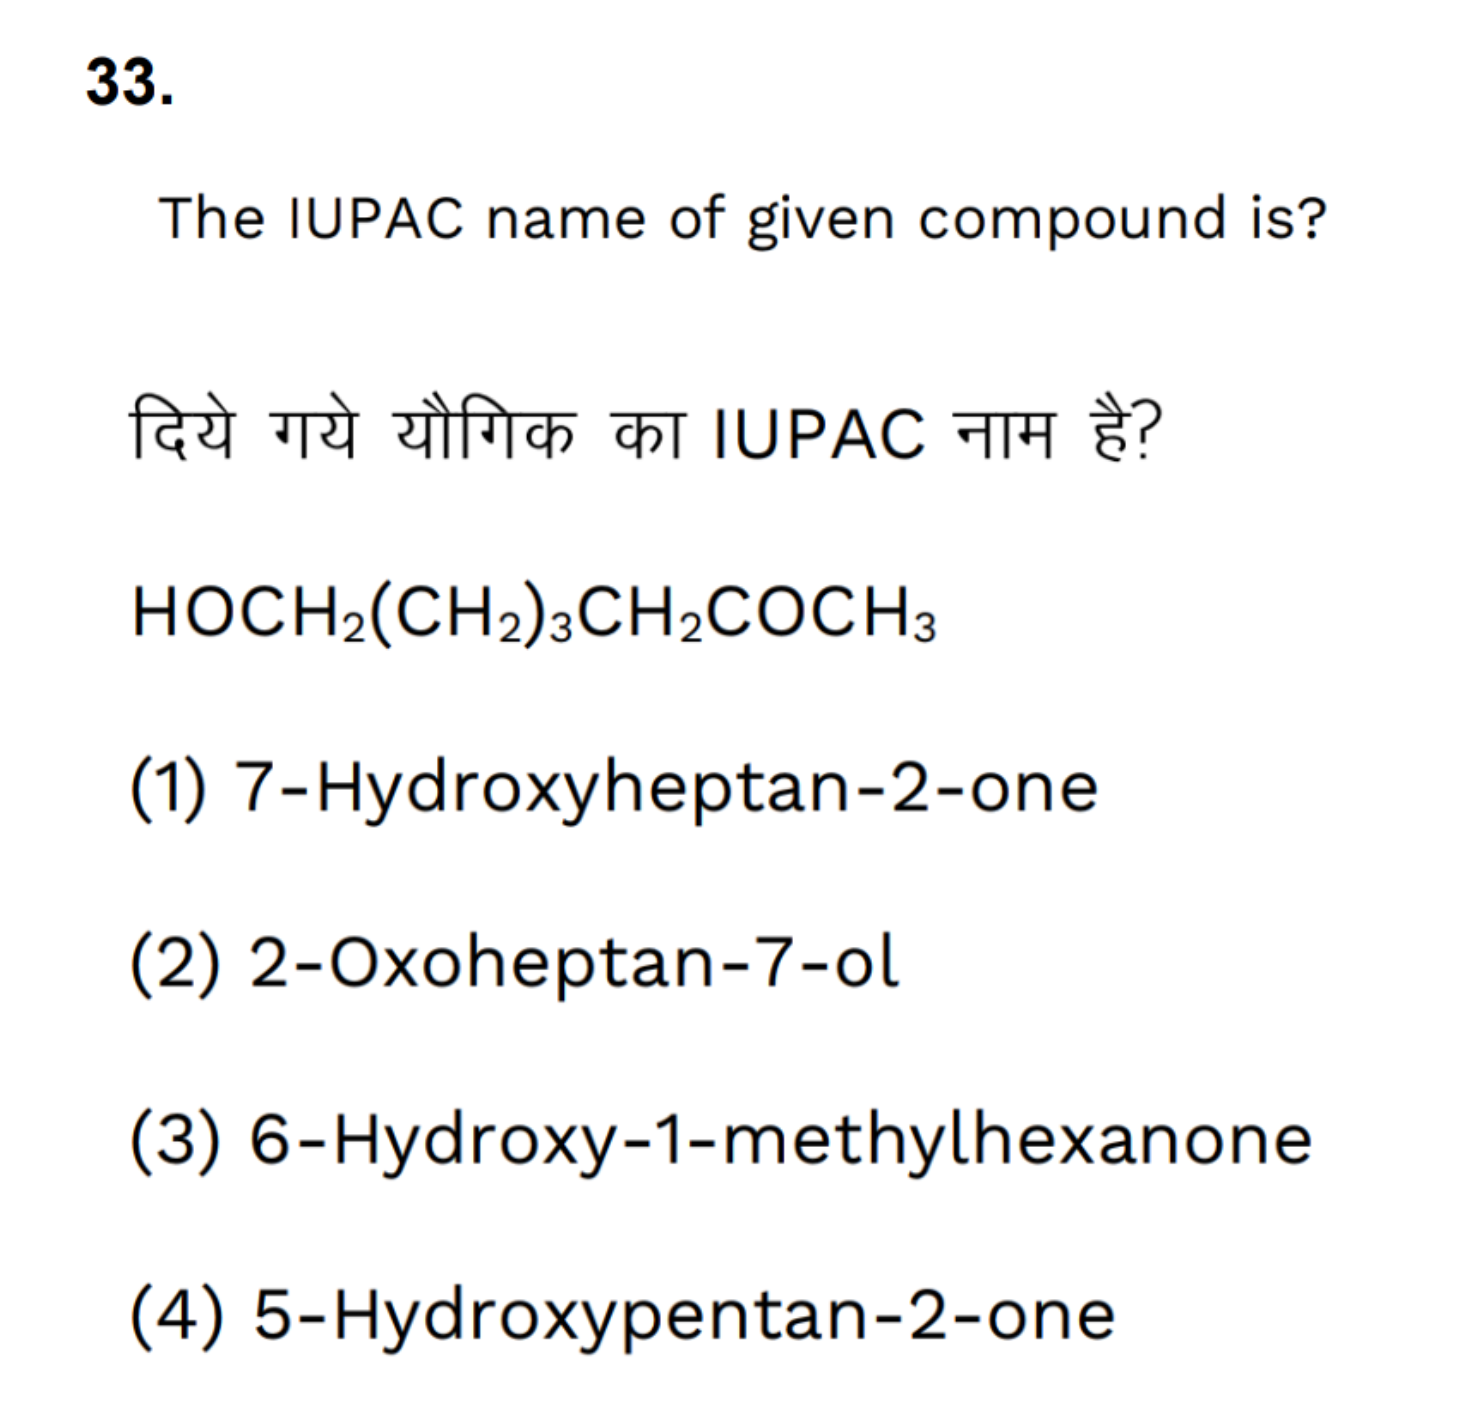 33.
The IUPAC name of given compound is?
दिये गये यौगिक का IUPAC नाम है?
HOCH₂(CH₂)₃CH₂COCH₃
(1) 7-Hydroxyheptan-2-one
(2) 2-Oxoheptan-7-ol
(3) 6-Hydroxy-1-methylhexanone
(4) 5-Hydroxypentan-2-one